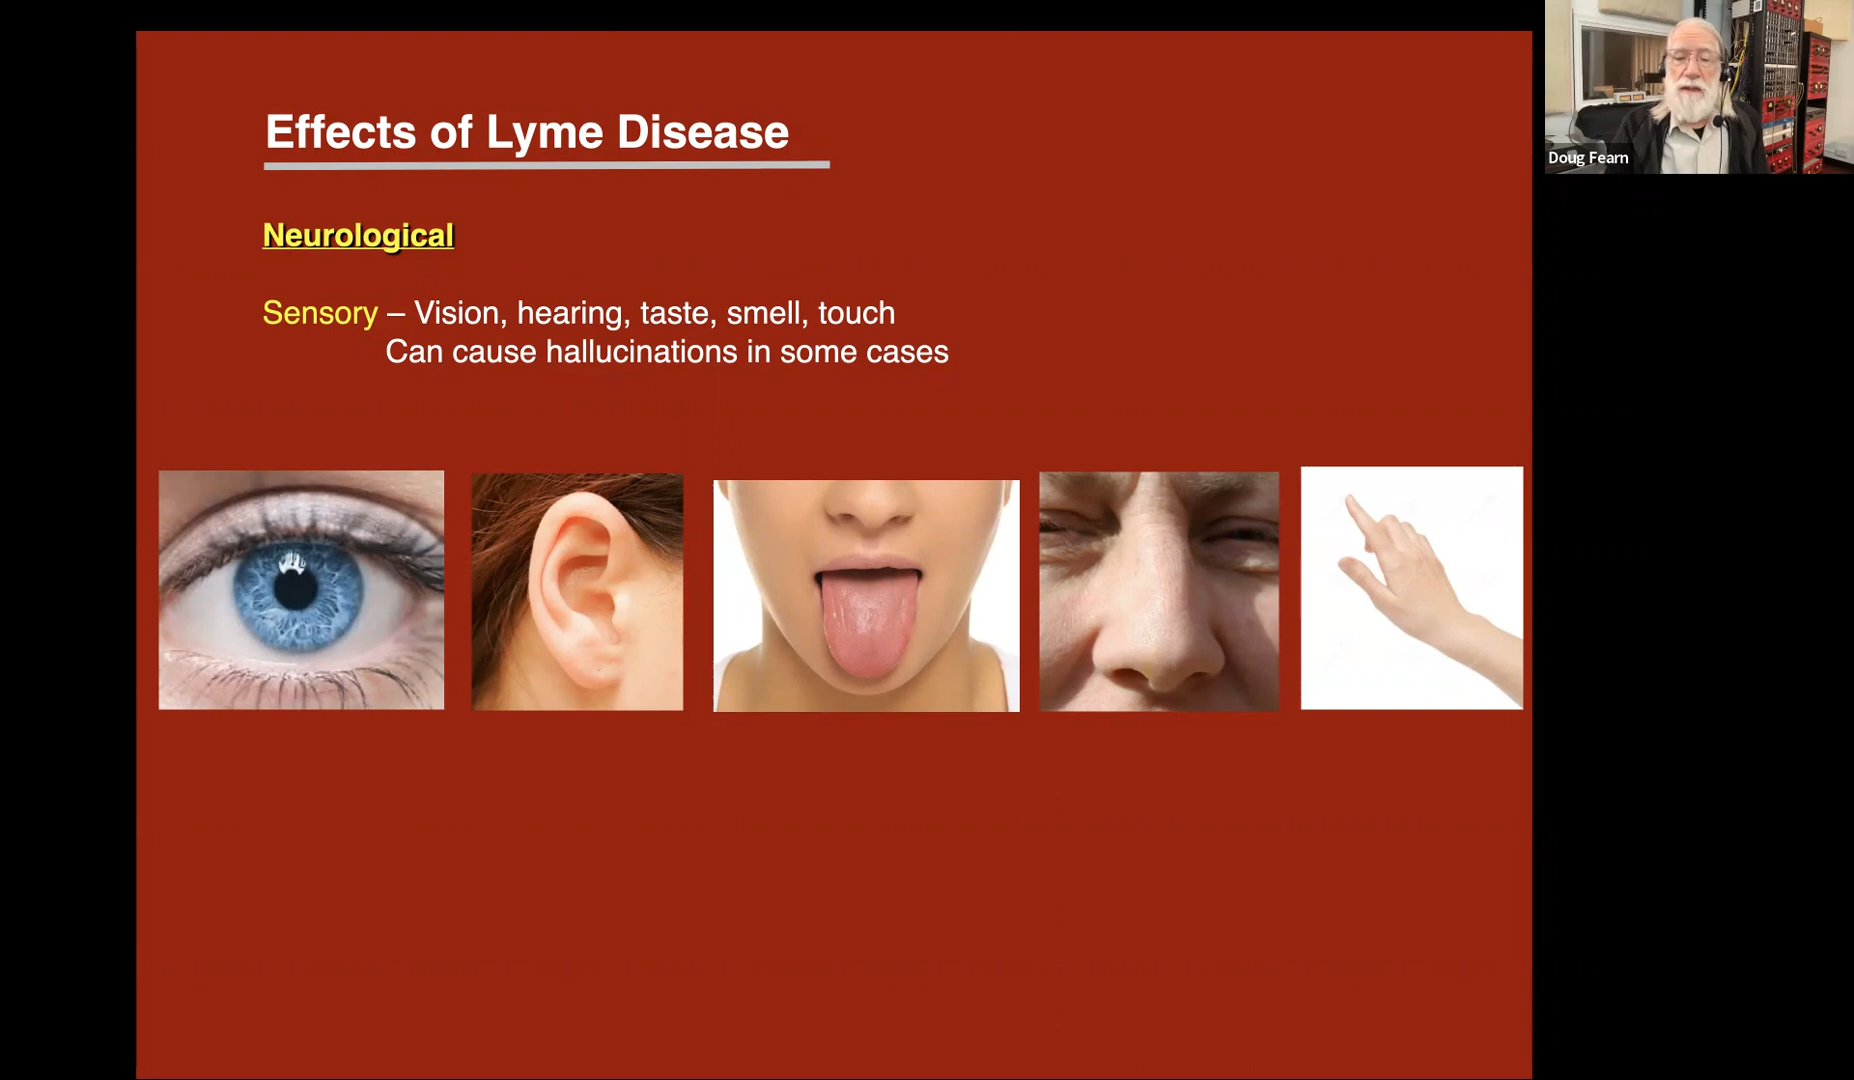 Effects of Lyme Disease
Neurological
Sensory – Vision, hearing, taste, smell, touch
Can cause hallucinations in some cases
Doug Fearn